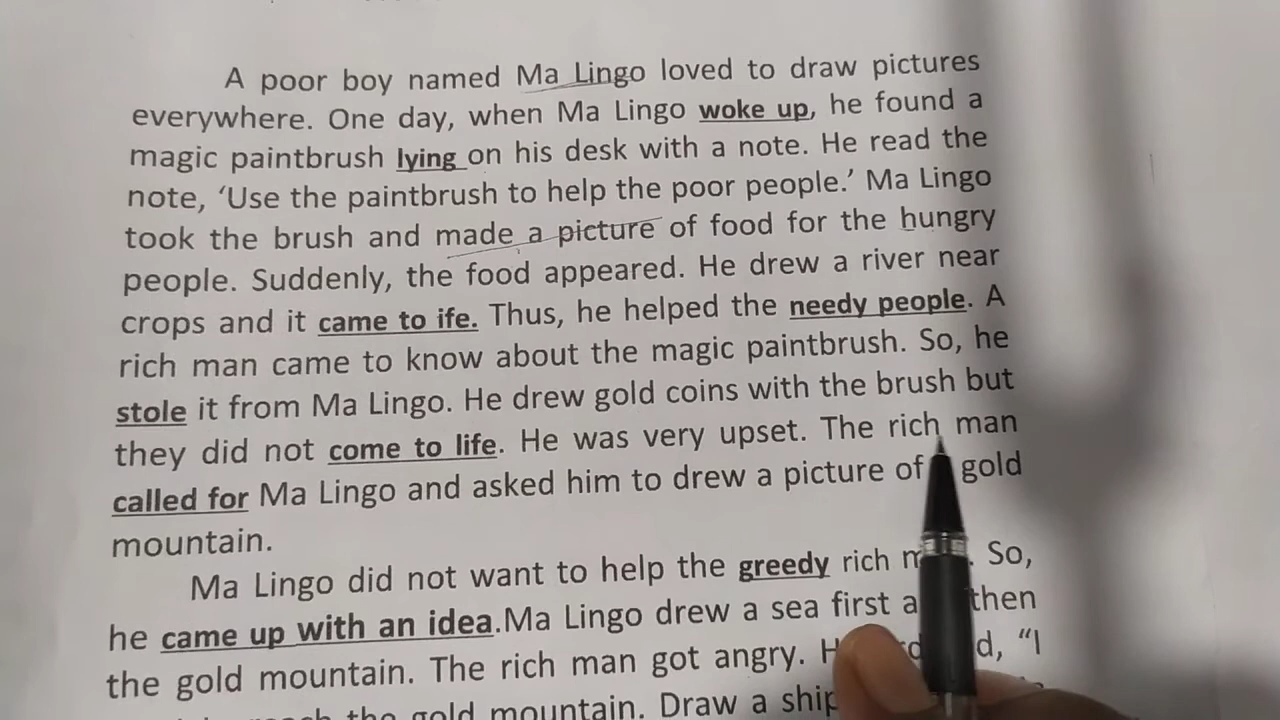 A poor boy named Ma Lingo loved to draw pictures
everywhere. One day, when Ma Lingo woke up, he found a
magic paintbrush lying on his desk with a note. He read the
note, ‘Use the paintbrush to help the poor people.’ Ma Lingo
took the brush and made a picture of food for the hungry
people. Suddenly, the food appeared. He drew a river near
crops and it came to ife. Thus, he helped the needy people. A
rich man came to know about the magic paintbrush. So, he
stole it from Ma Lingo. He drew gold coins with the brush but
they did not come to life. He was very upset. The rich man
called for Ma Lingo and asked him to drew a picture of gold
mountain.
Ma Lingo did not want to help the greedy rich So,
he came up with an idea.Ma Lingo drew a sea first then
the gold mountain. The rich man got angry. “I
the gold mountain. Draw a ship